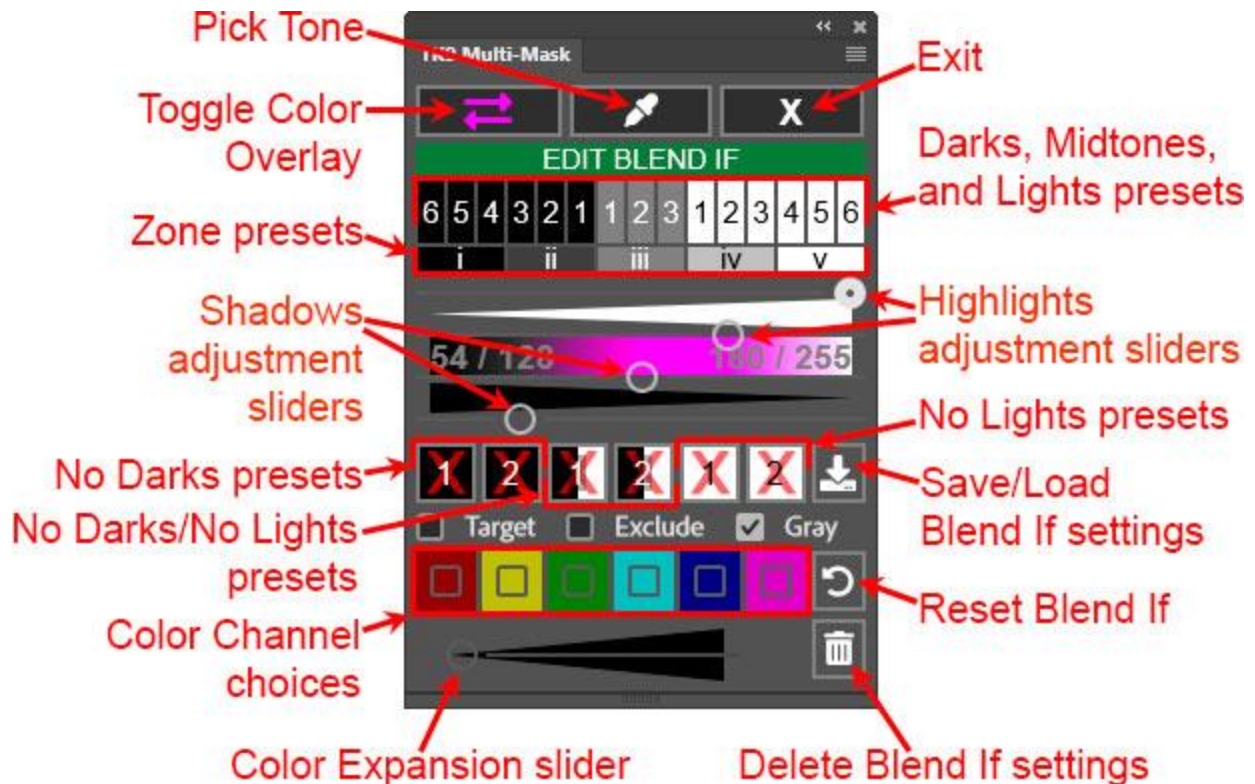 Pick Tone
TK9 Multi-Mask
Exit
Toggle Color
Overlay
X
EDIT BLEND IF
Darks, Midtones,
and Lights presets
6 5 4 3 2 1 1 2 3 1 2 3 4 5 6
Zone presets
i ii iii iv v
Shadows
adjustment
sliders
Highlights
adjustment sliders
54 / 128
180 / 255
No Lights presets
No Darks presets
1 2 1 2 1 2
Save/Load
Blend If settings
No Darks/No Lights
presets
Target Exclude Gray
Color Channel
choices
Reset Blend If
Color Expansion slider
Delete Blend If settings